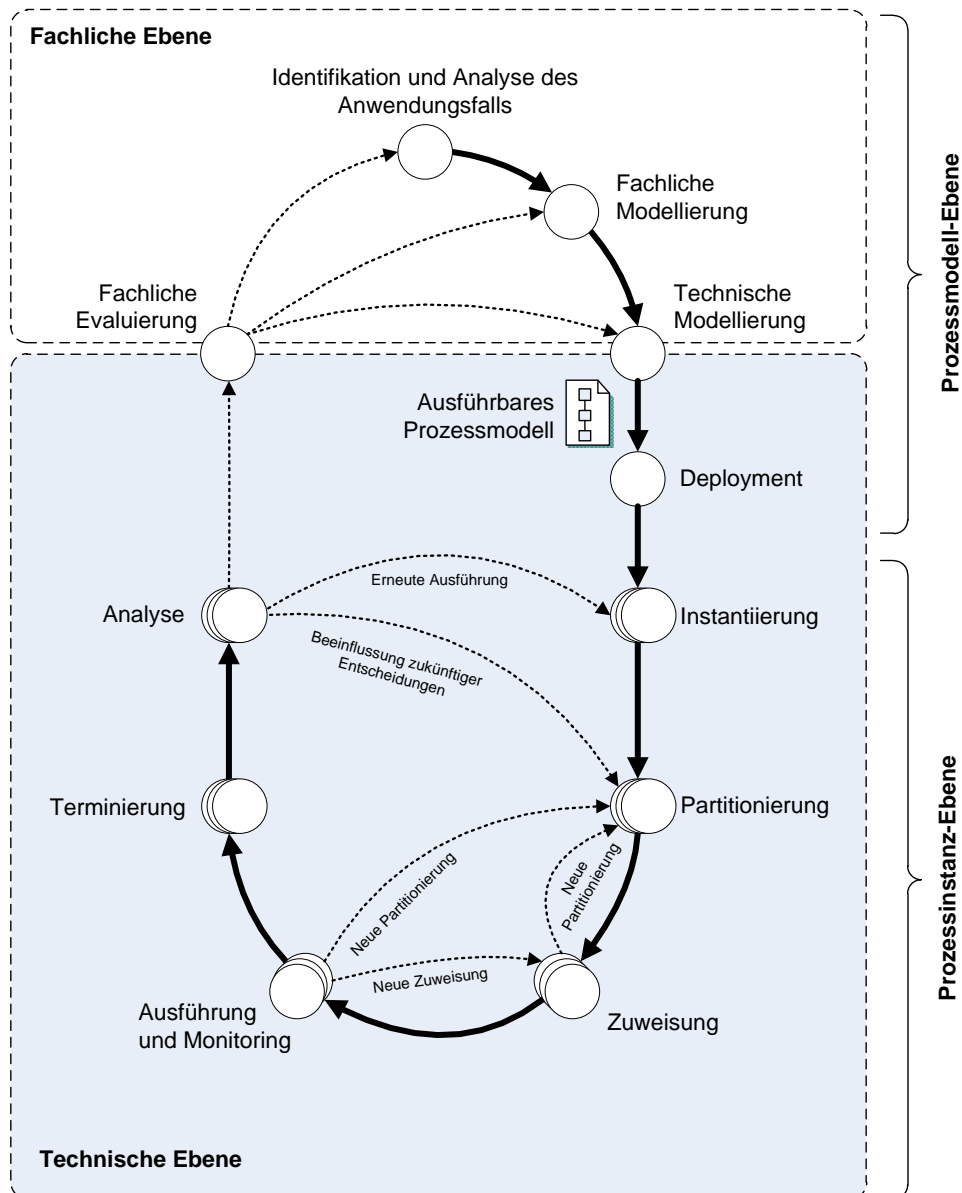 Fachliche Ebene
Identifikation und Analyse des
Anwendungsfalls
Fachliche
Modellierung
Fachliche
Evaluierung
Technische
Modellierung
Ausführbares
Prozessmodell
Deployment
Erneute Ausführung
Analyse
Instantiierung
Beeinflussung zukünftiger
Entscheidungen
Terminierung
Partitionierung
Neue Partitionierung
Neue
Partitionierung
Neue Zuweisung
Ausführung
und Monitoring
Zuweisung
Technische Ebene
Prozessmodell-Ebene
Prozessinstanz-Ebene